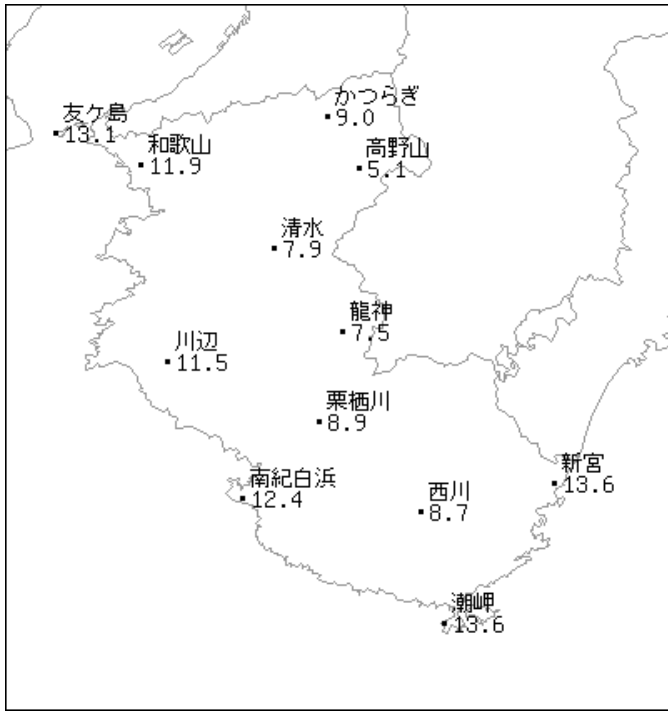 かつらぎ
9.0
友ケ島
13.1
和歌山
11.9
高野山
5.1
清水
7.9
龍神
7.5
川辺
11.5
栗栖川
8.9
新宮
13.6
南紀白浜
12.4
西川
8.7
潮岬
13.6